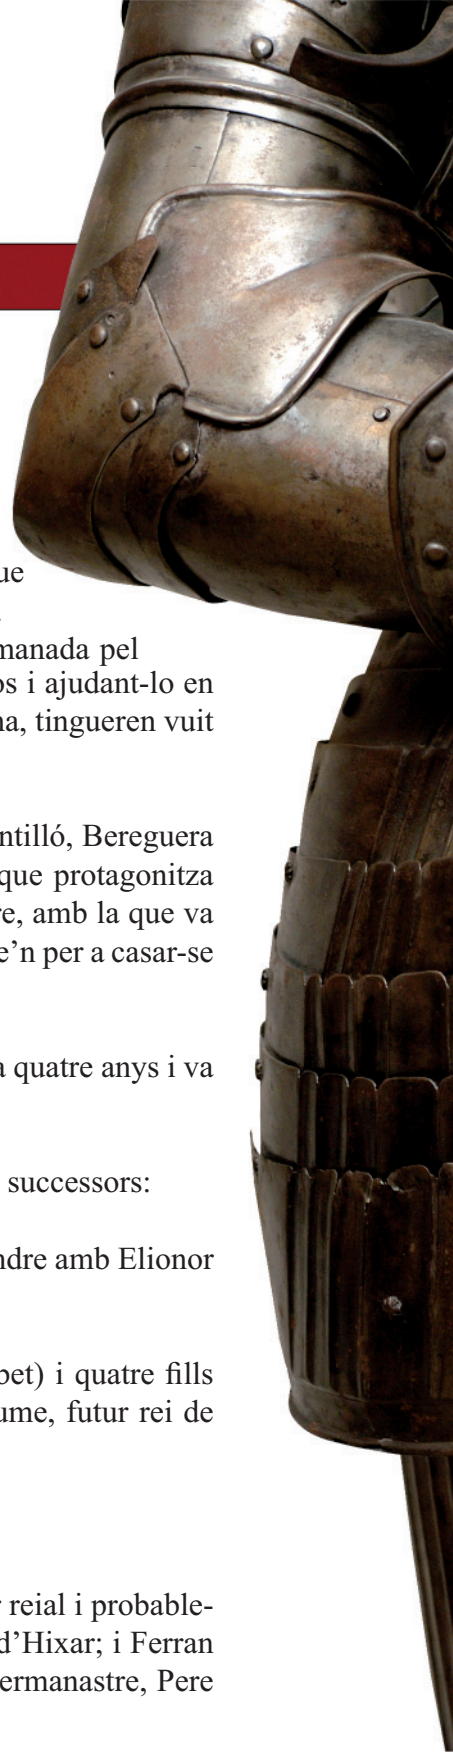 ue
.
manada pel
os i ajudant-lo en
na, tingueren vuit
ntilló, Bereguera
que protagonitza
re, amb la que va
e’n per a casar-se
a quatre anys i va
successors:
ndre amb Elionor
bet) i quatre fills
ume, futur rei de
r reial i probable-
d’Hixar; i Ferran
ermanastre, Pere